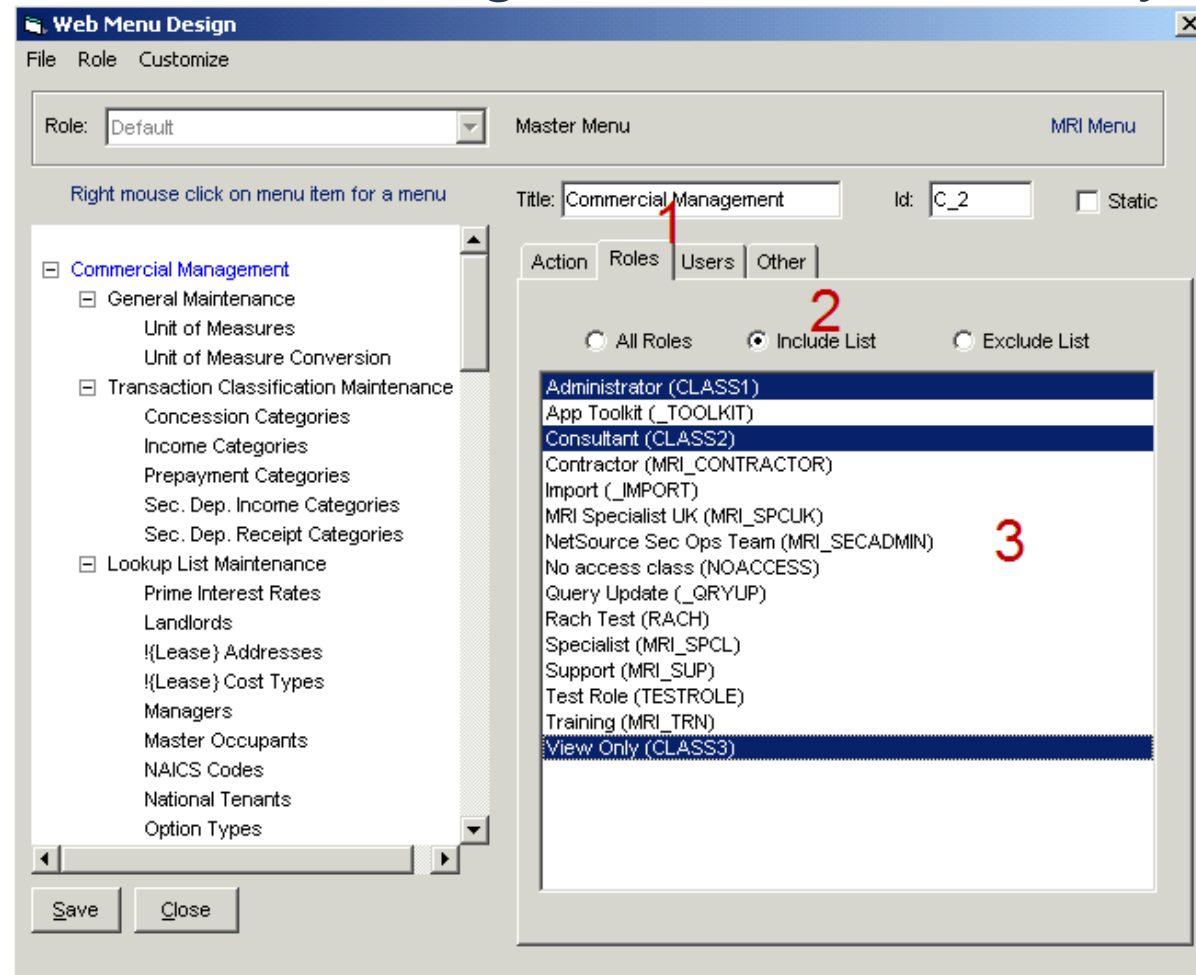 Web Menu Design
File Role Customize
Role: Default Master Menu MRI Menu
Right mouse click on menu item for a menu
Title: Commercial Management Id: C_2 Static
1
Action Roles Users Other
2
All Roles Include List Exclude List
Commercial Management
General Maintenance
Unit of Measures
Unit of Measure Conversion
Transaction Classification Maintenance
Concession Categories
Income Categories
Prepayment Categories
Sec. Dep. Income Categories
Sec. Dep. Receipt Categories
Lookup List Maintenance
Prime Interest Rates
Landlords
!{Lease} Addresses
!{Lease} Cost Types
Managers
Master Occupants
NAICS Codes
National Tenants
Option Types
Administrator (CLASS1)
App Toolkit (_TOOLKIT)
Consultant (CLASS2)
Contractor (MRI_CONTRACTOR)
Import (_IMPORT)
MRI Specialist UK (MRI_SPCUK)
NetSource Sec Ops Team (MRI_SECADMIN)
3
No access class (NOACCESS)
Query Update (_QRYUP)
Rach Test (RACH)
Specialist (MRI_SPCL)
Support (MRI_SUP)
Test Role (TESTROLE)
Training (MRI_TRN)
View Only (CLASS3)
Save Close